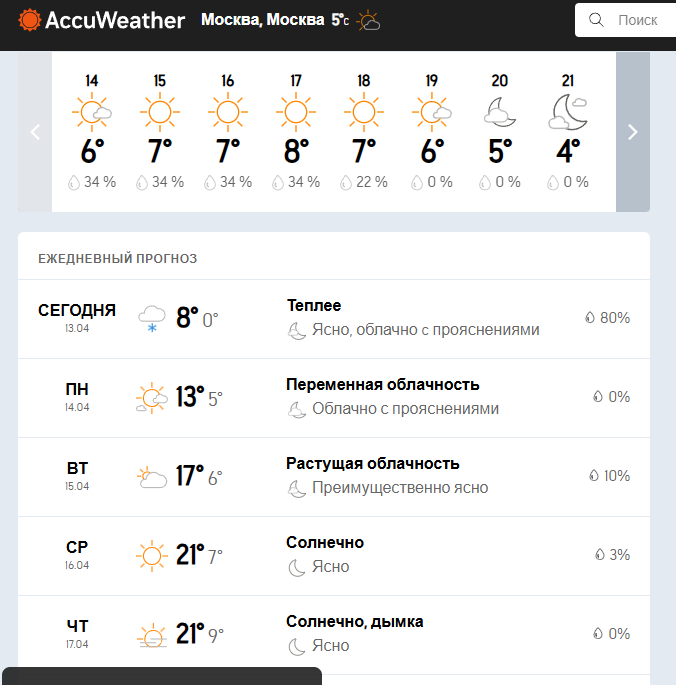 AccuWeather Москва, Москва 5°C Поиск
14 15 16 17 18 19 20 21
6° 7° 7° 8° 7° 6° 5° 4°
34 % 34 % 34 % 34 % 22 % 0 % 0 % 0 %
ЕЖЕДНЕВНЫЙ ПРОГНОЗ
СЕГОДНЯ 8° 0° Теплее 80%
13.04 Ясно, облачно с прояснениями
ПН 13° 5° Переменная облачность 0%
14.04 Облачно с прояснениями
ВТ 17° 6° Растущая облачность 10%
15.04 Преимущественно ясно
СР 21° 7° Солнечно 3%
16.04 Ясно
ЧТ 21° 9° Солнечно, дымка 0%
17.04 Ясно